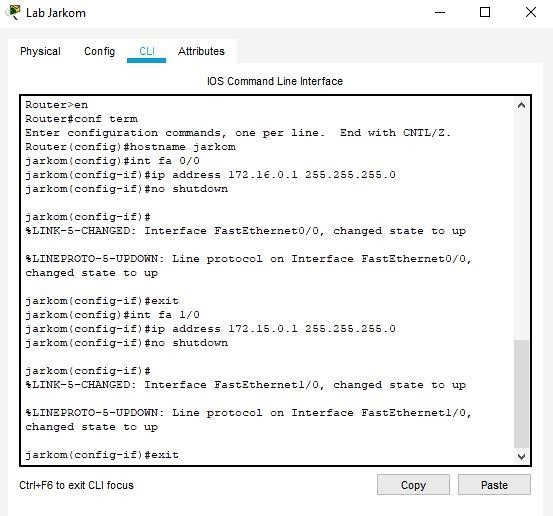 Lab Jarkom
Physical Config CLI Attributes
IOS Command Line Interface
Router>en
Router#conf term
Enter configuration commands, one per line. End with CNTL/Z.
Router(config)#hostname jarkom
jarkom(config)#int fa 0/0
jarkom(config-if)#ip address 172.16.0.1 255.255.255.0
jarkom(config-if)#no shutdown
jarkom(config-if)#
%LINK-5-CHANGED: Interface FastEthernet0/0, changed state to up
%LINEPROTO-5-UPDOWN: Line protocol on Interface FastEthernet0/0,
changed state to up
jarkom(config-if)#exit
jarkom(config)#int fa 1/0
jarkom(config-if)#ip address 172.15.0.1 255.255.255.0
jarkom(config-if)#no shutdown
jarkom(config-if)#
%LINK-5-CHANGED: Interface FastEthernet1/0, changed state to up
%LINEPROTO-5-UPDOWN: Line protocol on Interface FastEthernet1/0,
changed state to up
jarkom(config-if)#exit
Ctrl+F6 to exit CLI focus Copy Paste